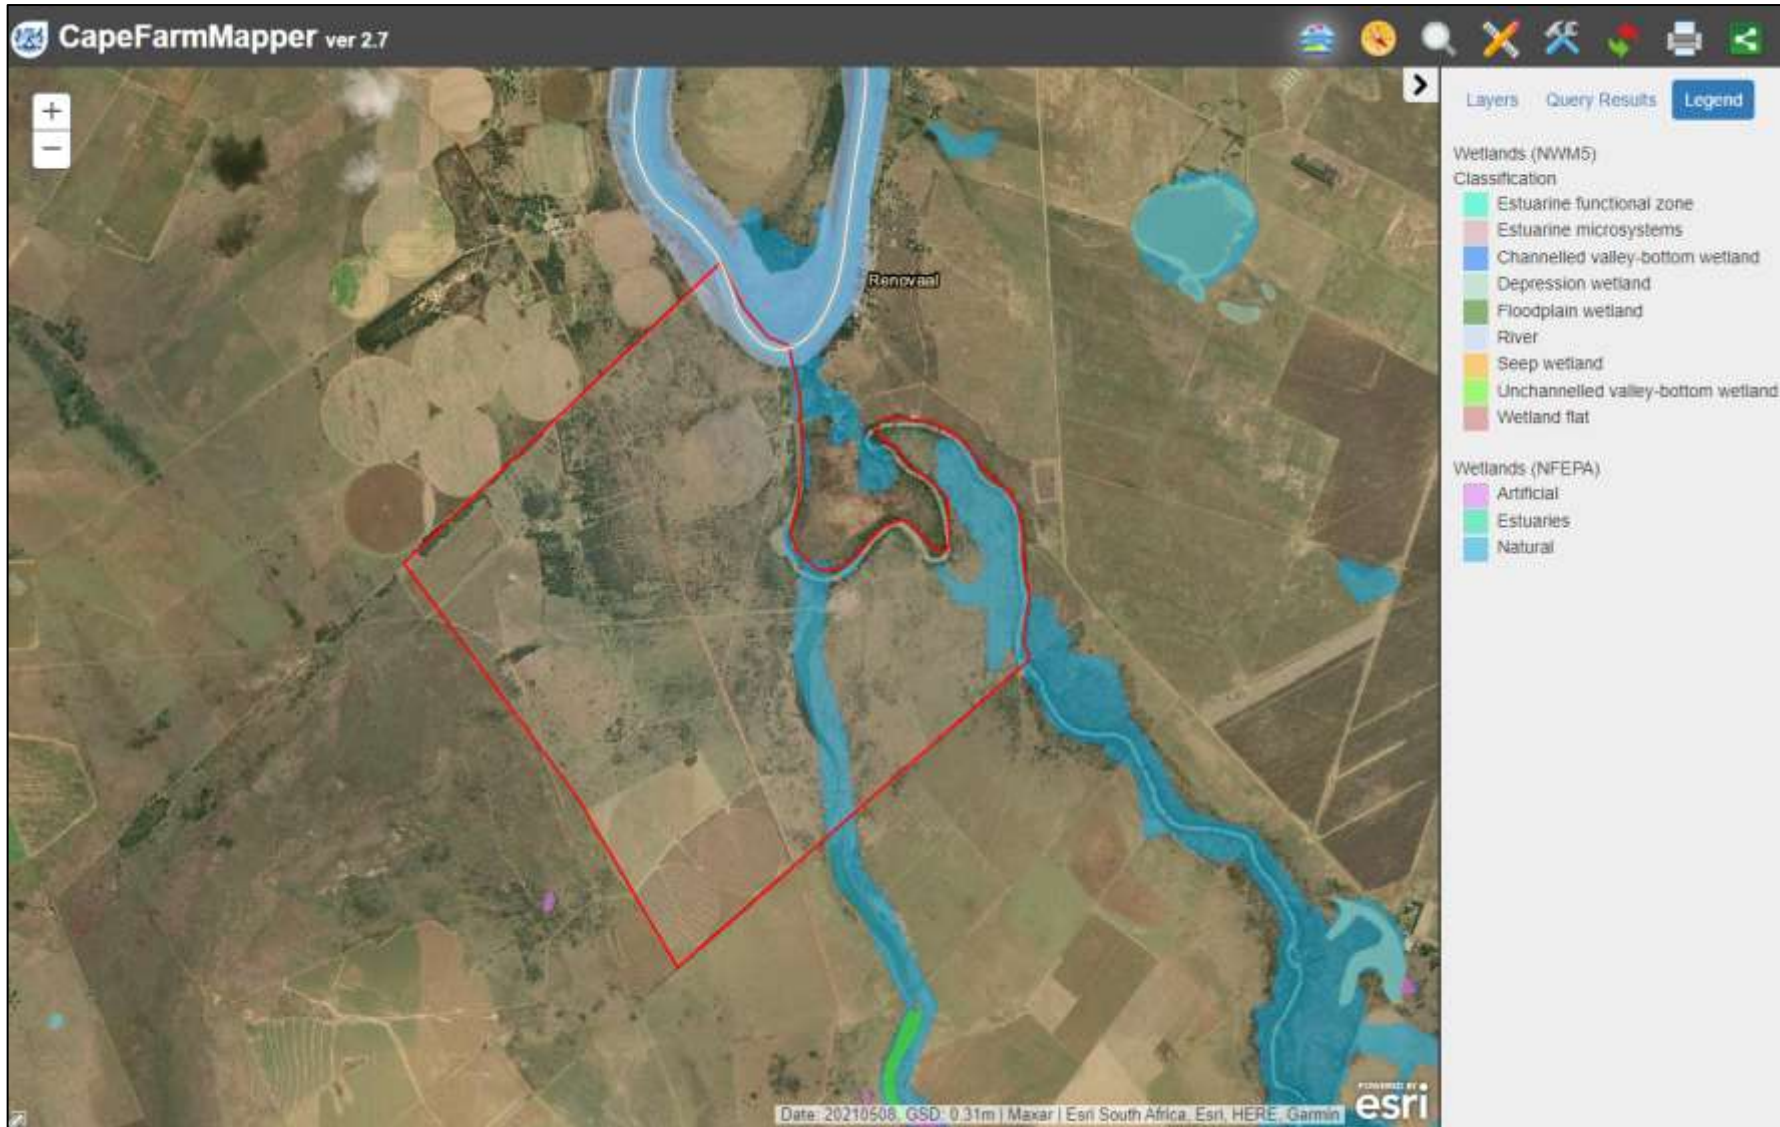 CapeFarmMapper ver 2.7
+
−
Renovaal
Layers Query Results Legend
Wetlands (NWM5)
Classification
Estuarine functional zone
Estuarine microsystems
Channelled valley-bottom wetland
Depression wetland
Floodplain wetland
River
Seep wetland
Unchannelled valley-bottom wetland
Wetland flat
Wetlands (NFEPA)
Artificial
Estuaries
Natural
Date: 20210508, GSD: 0.31m | Maxar | Esri South Africa, Esri, HERE, Garmin
POWERED BY
esri